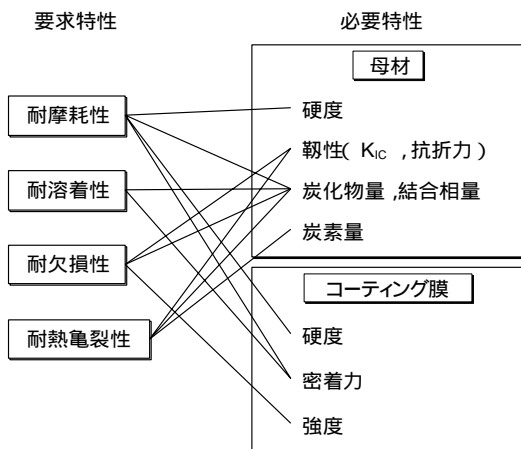 要求特性
必要特性
母材
耐摩耗性
硬度
靱性( KIC ,抗折力 )
耐溶着性
炭化物量 ,結合相量
炭素量
耐欠損性
コーティング膜
耐熱亀裂性
硬度
密着力
強度